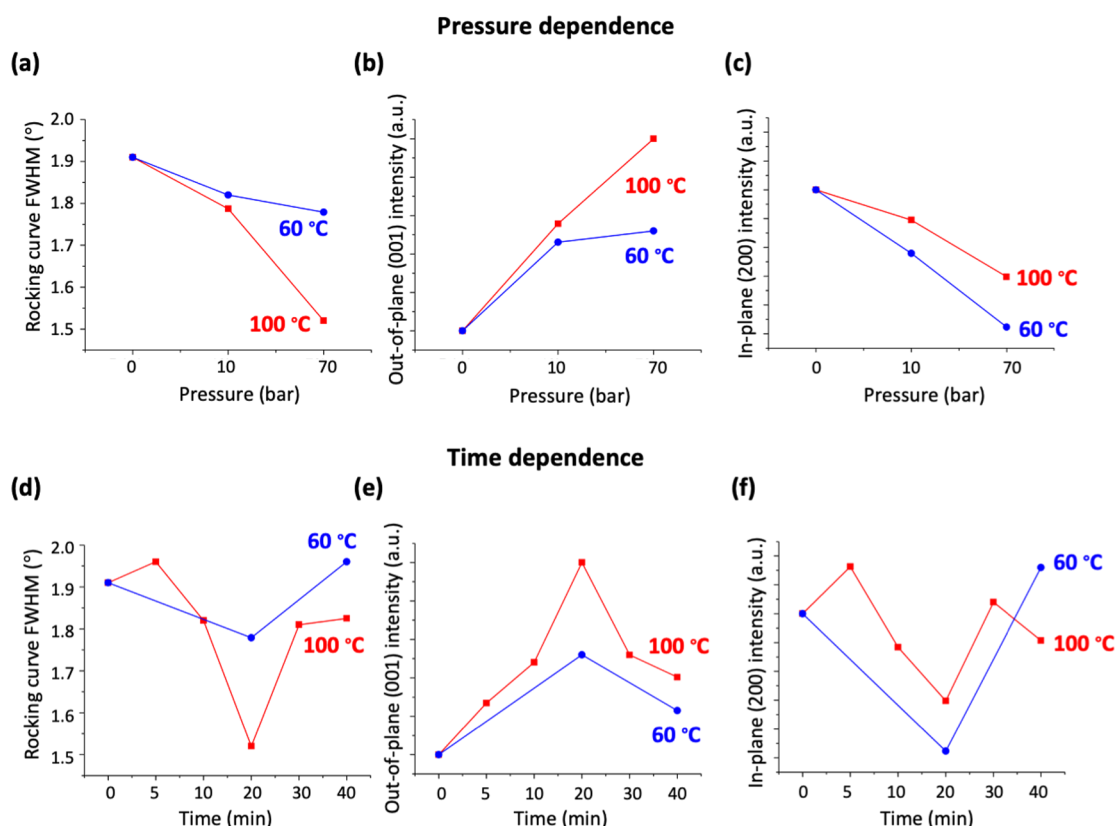 Pressure dependence
(a)
Rocking curve FWHM (°)
2.0
1.9
1.8
1.7
1.6
1.5
60 °C
100 °C
0 10 70
Pressure (bar)
(b)
Out-of-plane (001) intensity (a.u.)
100 °C
60 °C
0 10 70
Pressure (bar)
(c)
In-plane (200) intensity (a.u.)
100 °C
60 °C
0 10 70
Pressure (bar)
Time dependence
(d)
Rocking curve FWHM (°)
2.0
1.9
1.8
1.7
1.6
1.5
60 °C
100 °C
0 5 10 20 30 40
Time (min)
(e)
Out-of-plane (001) intensity (a.u.)
100 °C
60 °C
0 5 10 20 30 40
Time (min)
(f)
In-plane (200) intensity (a.u.)
60 °C
100 °C
0 5 10 20 30 40
Time (min)